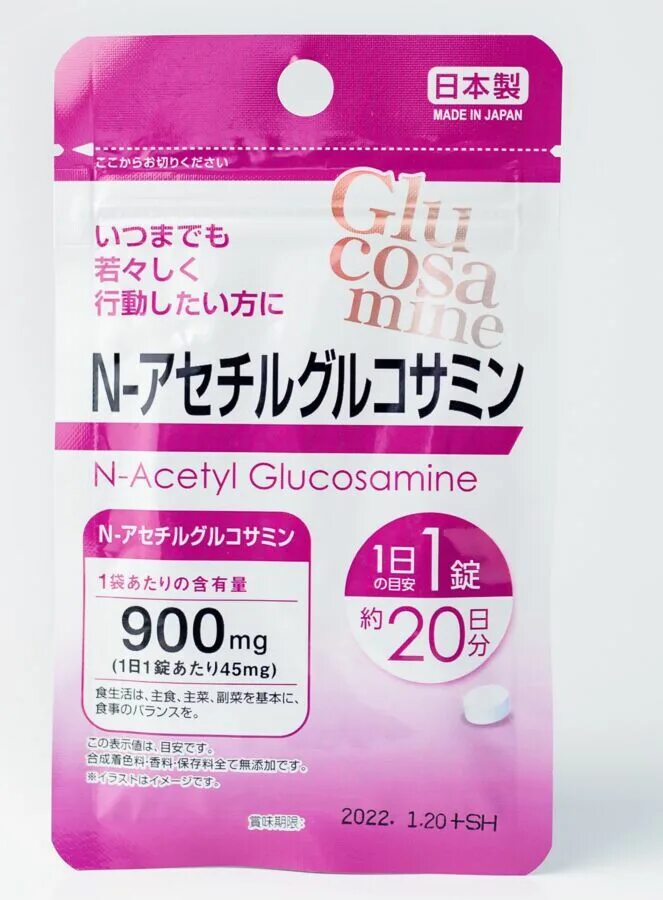 日本製
MADE IN JAPAN
ここからお切りください
Glu
cosa
mine
いつまでも
若々しく
行動したい方に
N-アセチルグルコサミン
N-Acetyl Glucosamine
N-アセチルグルコサミン
1袋あたりの含有量
900mg
(1日1錠あたり45mg)
食生活は、主食、主菜、副菜を基本に、
食事のバランスを。
1日の目安1錠
約20日分
この表示値は、目安です。
合成着色料・香料・保存料全て無添加です。
※イラストはイメージです。
賞味期限: 2022. 1.20+SH